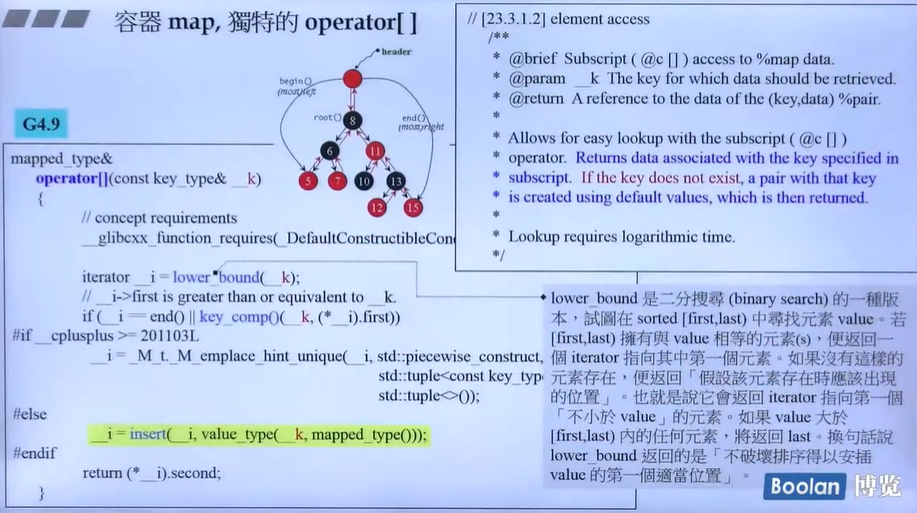 容器 map, 獨特的 operator[ ]
G4.9
header
begin()
(most)left
root()
end()
(most)right
8
6
11
5
7
10
13
12
15
// [23.3.1.2] element access
/**
* @brief Subscript ( @c [] ) access to %map data.
* @param __k The key for which data should be retrieved.
* @return A reference to the data of the (key,data) %pair.
*
* Allows for easy lookup with the subscript ( @c [] )
* operator. Returns data associated with the key specified in
* subscript. If the key does not exist, a pair with that key
* is created using default values, which is then returned.
*
* Lookup requires logarithmic time.
*/
mapped_type&
operator[](const key_type& __k)
{
// concept requirements
__glibcxx_function_requires(_DefaultConstructibleCon
iterator __i = lower_bound(__k);
// __i->first is greater than or equivalent to __k.
if (__i == end() || key_comp()(__k, (*__i).first))
#if __cplusplus >= 201103L
__i = _M_t._M_emplace_hint_unique(__i, std::piecewise_construct,
std::tuple<const key_typ
std::tuple<>());
#else
__i = insert(__i, value_type(__k, mapped_type()));
#endif
return (*__i).second;
}
lower_bound 是二分搜尋 (binary search) 的一種版
本，試圖在 sorted [first,last) 中尋找元素 value。若
[first,last) 擁有與 value 相等的元素(s)，便返回一
個 iterator 指向其中第一個元素。如果沒有這樣的
元素存在，便返回「假設該元素存在時應該出現
的位置」。也就是說它會返回 iterator 指向第一個
「不小於 value」的元素。如果 value 大於
[first,last) 內的任何元素，將返回 last。換句話說
lower_bound 返回的是「不破壞排序得以安插
value 的第一個適當位置」。
Boolan 博览